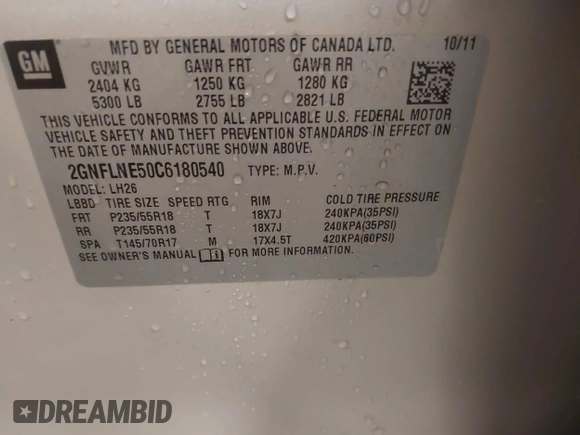 GM
MFD BY GENERAL MOTORS OF CANADA LTD. 10/11
GVWR GAWR FRT GAWR RR
2404 KG 1250 KG 1280 KG
5300 LB 2755 LB 2821 LB
THIS VEHICLE CONFORMS TO ALL APPLICABLE U.S. FEDERAL MOTOR
VEHICLE SAFETY AND THEFT PREVENTION STANDARDS IN EFFECT ON
THE DATE OF MANUFACTURE SHOWN ABOVE.
2GNFLNE50C6180540 TYPE: M.P.V.
MODEL: LH26
LBBD TIRE SIZE SPEED RTG RIM COLD TIRE PRESSURE
FRT P235/55R18 T 18X7J 240KPA(35PSI)
RR P235/55R18 T 18X7J 240KPA(35PSI)
SPA T145/70R17 M 17X4.5T 420KPA(60PSI)
SEE OWNER'S MANUAL FOR MORE INFORMATION.
DREAMBID